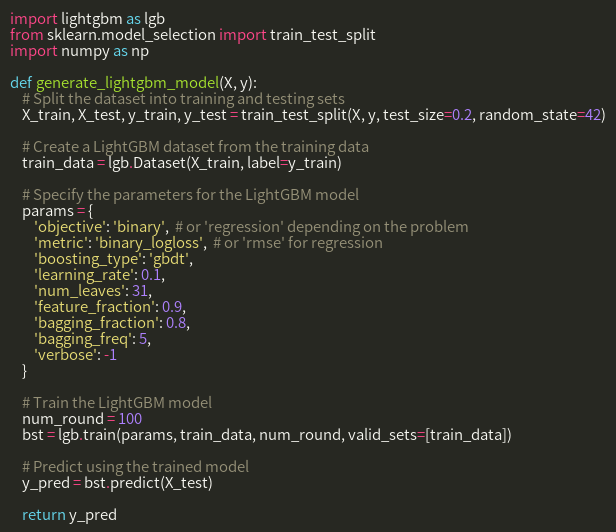 import lightgbm as lgb
from sklearn.model_selection import train_test_split
import numpy as np

def generate_lightgbm_model(X, y):
    # Split the dataset into training and testing sets
    X_train, X_test, y_train, y_test = train_test_split(X, y, test_size=0.2, random_state=42)

    # Create a LightGBM dataset from the training data
    train_data = lgb.Dataset(X_train, label=y_train)

    # Specify the parameters for the LightGBM model
    params = {
        'objective': 'binary',  # or 'regression' depending on the problem
        'metric': 'binary_logloss',  # or 'rmse' for regression
        'boosting_type': 'gbdt',
        'learning_rate': 0.1,
        'num_leaves': 31,
        'feature_fraction': 0.9,
        'bagging_fraction': 0.8,
        'bagging_freq': 5,
        'verbose': -1
    }

    # Train the LightGBM model
    num_round = 100
    bst = lgb.train(params, train_data, num_round, valid_sets=[train_data])

    # Predict using the trained model
    y_pred = bst.predict(X_test)

    return y_pred